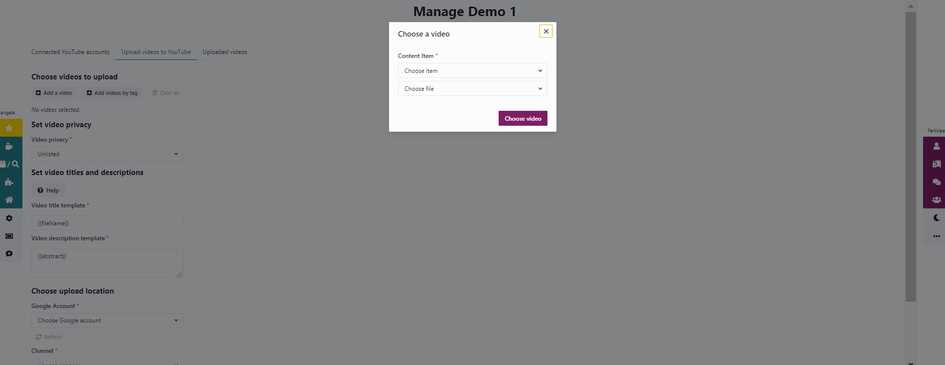 Manage Demo 1
Choose a video
Content Item *
Choose item
Choose file
Choose video
Connected YouTube accounts
Upload videos to YouTube
Uploaded videos
Choose videos to upload
Add a video
Add videos by tag
Clear all
No videos selected.
Set video privacy
Video privacy *
Unlisted
Set video titles and descriptions
Help
Video title template *
{{filename}}
Video description template *
{{abstract}}
Choose upload location
Google Account *
Choose Google account
Refresh
Channel *